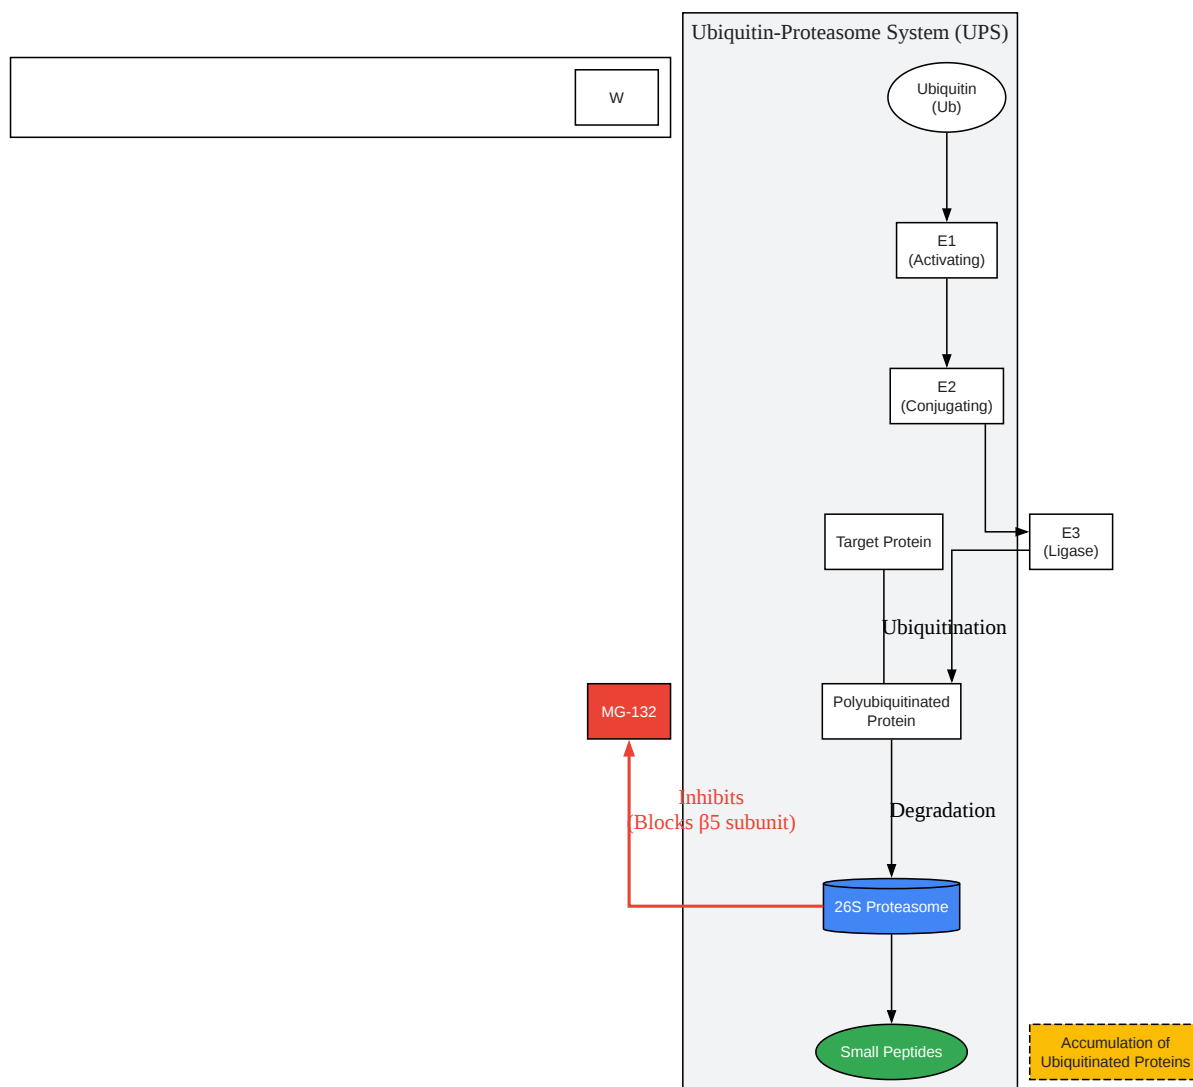 Ubiquitin-Proteasome System (UPS)
W
Ubiquitin
(Ub)
E1
(Activating)
E2
(Conjugating)
Target Protein
E3
(Ligase)
Ubiquitination
MG-132
Polyubiquitinated
Protein
Inhibits
(Blocks β5 subunit)
Degradation
26S Proteasome
Small Peptides
Accumulation of
Ubiquitinated Proteins